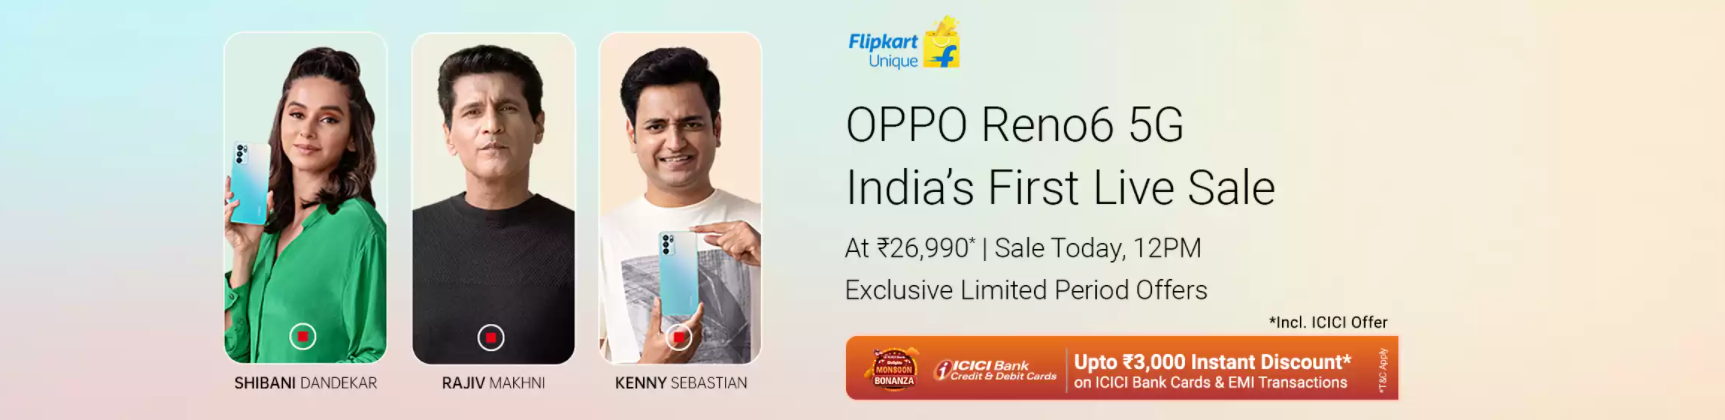 SHIBANI DANDEKAR
RAJIV MAKHNI
KENNY SEBASTIAN
Flipkart
Unique
OPPO Reno6 5G
India's First Live Sale
At ₹26,990* | Sale Today, 12PM
Exclusive Limited Period Offers
*Incl. ICICI Offer
MONSOON
BONANZA
ICICI Bank
Credit & Debit Cards
Upto ₹3,000 Instant Discount*
on ICICI Bank Cards & EMI Transactions
*T&C Apply